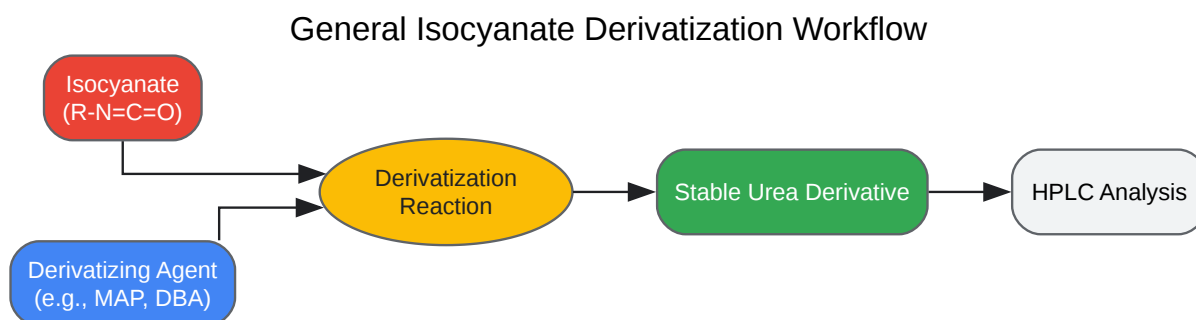 General Isocyanate Derivatization Workflow
Isocyanate
(R-N=C=O)
Derivatizing Agent
(e.g., MAP, DBA)
Derivatization
Reaction
Stable Urea Derivative
HPLC Analysis